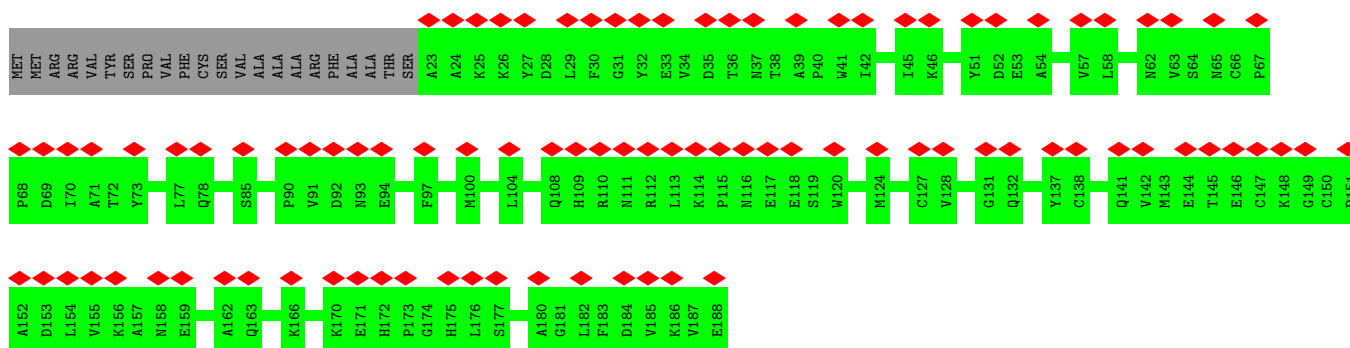 MET MET ARG ARG VAL TYR SER PRO VAL PHE CYS SER VAL ALA ALA ALA ARG PHE ALA ALA THR SER A23 A24 K25 K26 Y27 D28 L29 F30 G31 Y32 E33 V34 D35 T36 N37 T38 A39 P40 W41 I42 I45 K46 Y51 D52 E53 A54 V57 L58 N62 V63 S64 N65 C66 P67
P68 D69 I70 A71 T72 Y73 L77 Q78 S85 P90 V91 D92 N93 E94 F97 M100 L104 Q108 H109 R110 N111 R112 L113 K114 P115 N116 E117 E118 S119 W120 M124 C127 V128 G131 Q132 Y137 C138 Q141 V142 M143 E144 T145 E146 C147 K148 G149 C150
A152 D153 L154 V155 K156 A157 N158 E159 A162 Q163 K166 K170 E171 H172 P173 G174 H175 L176 S177 A180 G181 L182 F183 D184 V185 K186 V187 E188